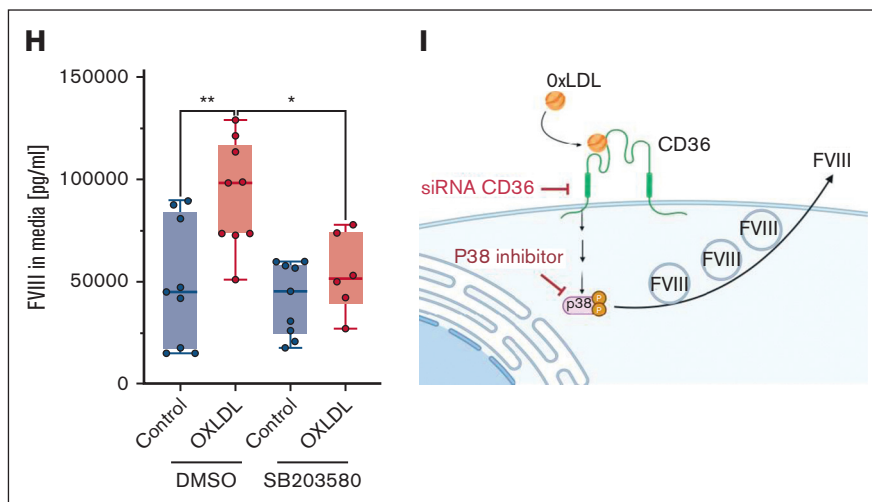 H
150000
100000
50000
0
FVIII in media [pg/ml]
**
*
Control
OXLDL
Control
OXLDL
DMSO
SB203580
I
OxLDL
CD36
siRNA CD36
P38 inhibitor
p38
P
P
FVIII
FVIII
FVIII
FVIII